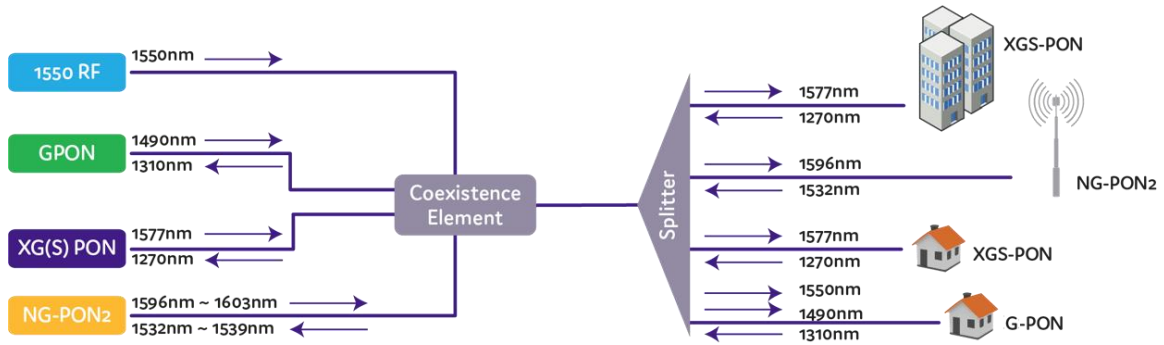 1550 RF
1550nm
GPON
1490nm
1310nm
XG(S) PON
1577nm
1270nm
NG-PON2
1596nm ~ 1603nm
1532nm ~ 1539nm
Coexistence
Element
Splitter
1577nm
1270nm
XGS-PON
1596nm
1532nm
NG-PON2
1577nm
1270nm
XGS-PON
1550nm
1490nm
1310nm
G-PON